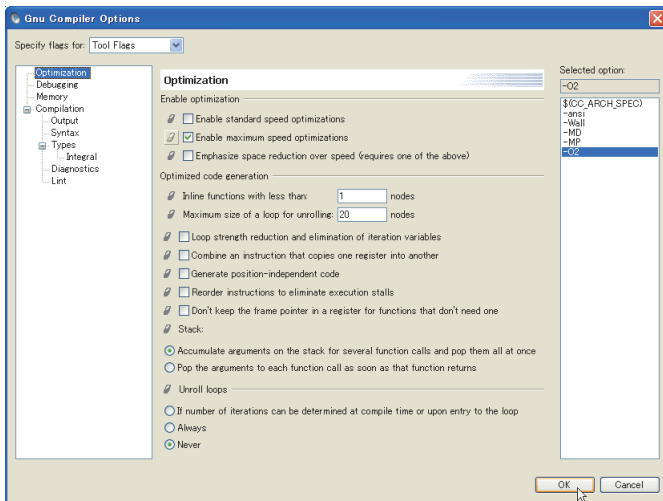 Gnu Compiler Options
Specify flags for: Tool Flags
Optimization
Debugging
Memory
Compilation
Output
Syntax
Types
Integral
Diagnostics
Lint
Optimization
Enable optimization
Enable standard speed optimizations
Enable maximum speed optimizations
Emphasize space reduction over speed (requires one of the above)
Optimized code generation
Inline functions with less than: 1 nodes
Maximum size of a loop for unrolling: 20 nodes
Loop strength reduction and elimination of iteration variables
Combine an instruction that copies one register into another
Generate position-independent code
Reorder instructions to eliminate execution stalls
Don't keep the frame pointer in a register for functions that don't need one
Stack:
Accumulate arguments on the stack for several function calls and pop them all at once
Pop the arguments to each function call as soon as that function returns
Unroll loops
If number of iterations can be determined at compile time or upon entry to the loop
Always
Never
Selected option:
-O2
$(CC_ARCH_SPEC)
-ansi
-Wall
-MD
-MP
-O2
OK
Cancel